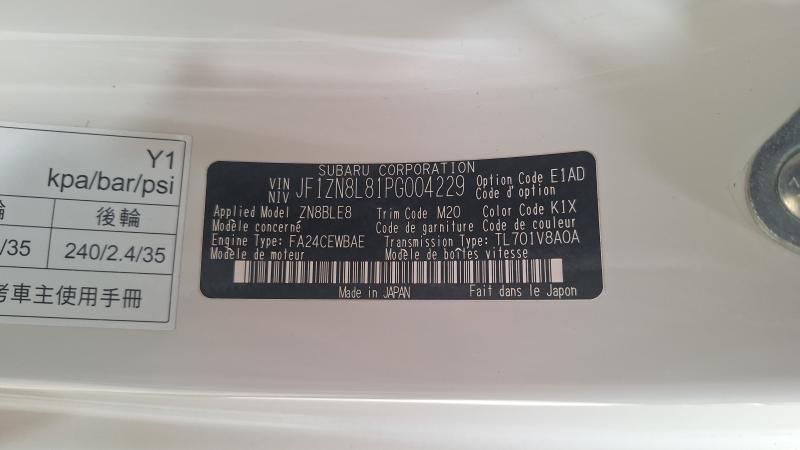 Y1
kpa/bar/psi
後輪
/35
240/2.4/35
車主使用手冊
SUBARU CORPORATION
VIN
NIV
JF1ZN8L81PG004229
Option Code E1AD
Code d'option
Applied Model ZN8BLE8
Trim Code M20
Color Code K1X
Modèle concerné
Code de garniture
Code de couleur
Engine Type: FA24CEWBAE
Transmission Type: TL701V8AOA
Modèle de moteur
Modèle de boîtes vitesse
Made in JAPAN
Fait dans le Japon